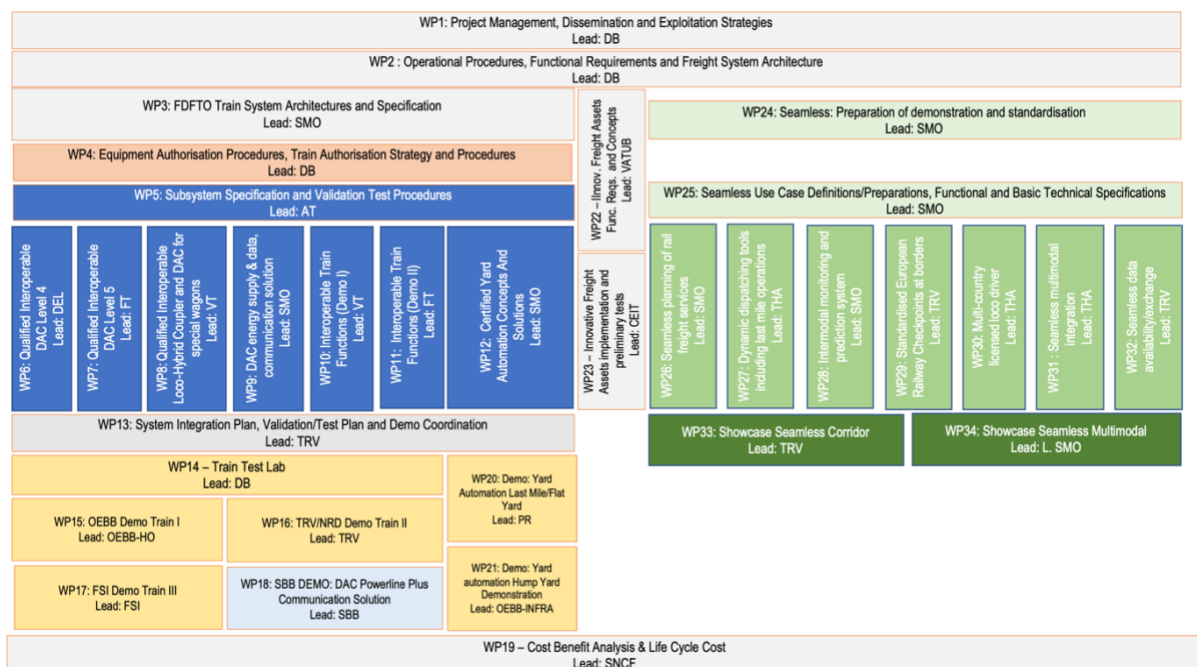 WP1: Project Management, Dissemination and Exploitation Strategies
Lead: DB
WP2 : Operational Procedures, Functional Requirements and Freight System Architecture
Lead: DB
WP3: FDFTO Train System Architectures and Specification
Lead: SMO
WP4: Equipment Authorisation Procedures, Train Authorisation Strategy and Procedures
Lead: DB
WP5: Subsystem Specification and Validation Test Procedures
Lead: AT
WP6: Qualified Interoperable
DAC Level 4
Lead: DEL
WP7: Qualified Interoperable
DAC Level 5
Lead: FT
WP8: Qualified Interoperable
Loco-Hybrid Coupler and DAC for
special wagons
Lead: VT
WP9: DAC energy supply & data,
communication solution
Lead: SMO
WP10: Interoperable Train
Functions (Demo I)
Lead: VT
WP11: Interoperable Train
Functions (Demo II)
Lead: FT
WP12: Certified Yard
Automation Concepts And
Solutions
Lead: SMO
WP22 – IInnov. Freight Assets
Func. Reqs. and Concepts
Lead: VATUB
WP23 – Innovative Freight
Assets implementation and
preliminary tests
Lead: CEIT
WP24: Seamless: Preparation of demonstration and standardisation
Lead: SMO
WP25: Seamless Use Case Definitions/Preparations, Functional and Basic Technical Specifications
Lead: SMO
WP26: Seamless planning of rail
freight services
Lead: SMO
WP27: Dynamic dispatching tools
including last mile operations
Lead: THA
WP28: Intermodal monitoring and
prediction system
Lead: SMO
WP29: Standardised European
Railway Checkpoints at borders
Lead: TRV
WP30: Multi-country
licensed loco driver
Lead: THA
WP31 : Seamless multimodal
integration
Lead: THA
WP32: Seamless data
availability/exchange
Lead: TRV
WP33: Showcase Seamless Corridor
Lead: TRV
WP34: Showcase Seamless Multimodal
Lead: L. SMO
WP13: System Integration Plan, Validation/Test Plan and Demo Coordination
Lead: TRV
WP14 – Train Test Lab
Lead: DB
WP15: OEBB Demo Train I
Lead: OEBB-HO
WP16: TRV/NRD Demo Train II
Lead: TRV
WP17: FSI Demo Train III
Lead: FSI
WP18: SBB DEMO: DAC Powerline Plus
Communication Solution
Lead: SBB
WP20: Demo: Yard
Automation Last Mile/Flat
Yard
Lead: PR
WP21: Demo: Yard
automation Hump Yard
Demonstration
Lead: OEBB-INFRA
WP19 – Cost Benefit Analysis & Life Cycle Cost
Lead: SNCF